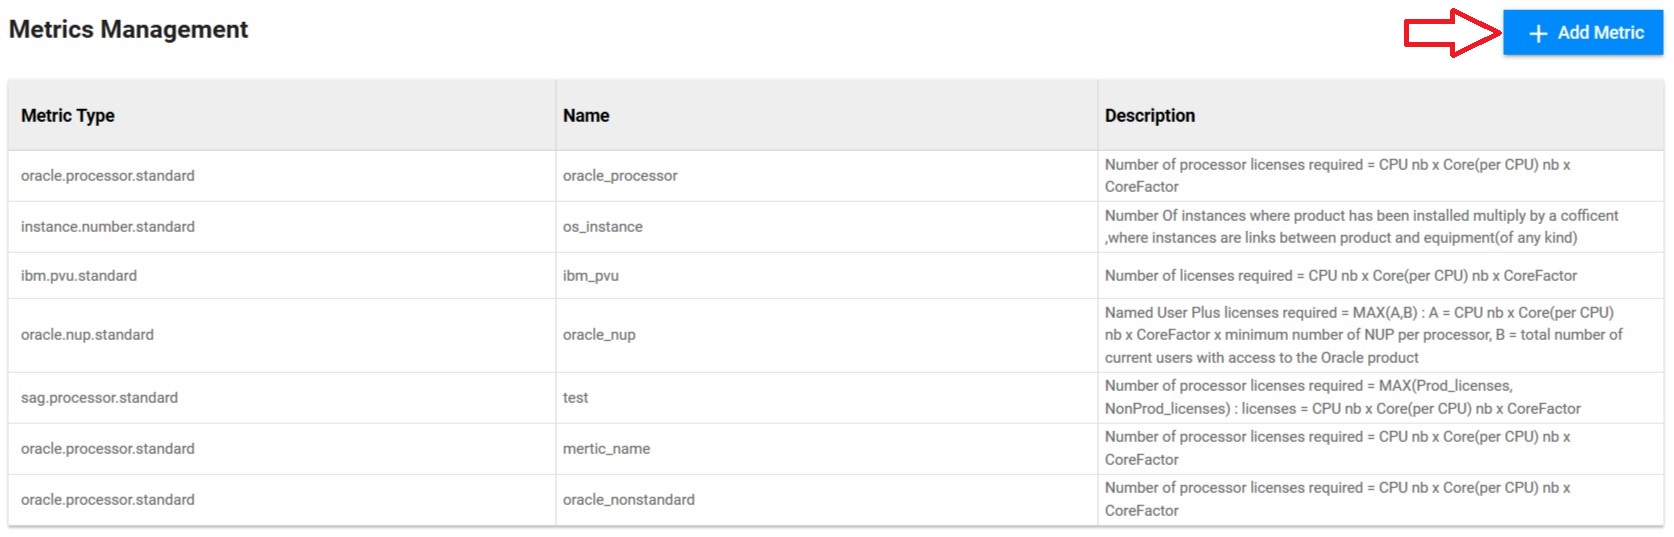 Metrics Management
+ Add Metric
Metric Type Name Description
oracle.processor.standard oracle_processor Number of processor licenses required = CPU nb x Core(per CPU) nb x
CoreFactor
instance.number.standard os_instance Number Of instances where product has been installed multiply by a cofficent
,where instances are links between product and equipment(of any kind)
ibm.pvu.standard ibm_pvu Number of licenses required = CPU nb x Core(per CPU) nb x CoreFactor
oracle.nup.standard oracle_nup Named User Plus licenses required = MAX(A,B) : A = CPU nb x Core(per CPU)
nb x CoreFactor x minimum number of NUP per processor, B = total number of
current users with access to the Oracle product
sag.processor.standard test Number of processor licenses required = MAX(Prod_licenses,
NonProd_licenses) : licenses = CPU nb x Core(per CPU) nb x CoreFactor
oracle.processor.standard mertic_name Number of processor licenses required = CPU nb x Core(per CPU) nb x
CoreFactor
oracle.processor.standard oracle_nonstandard Number of processor licenses required = CPU nb x Core(per CPU) nb x
CoreFactor